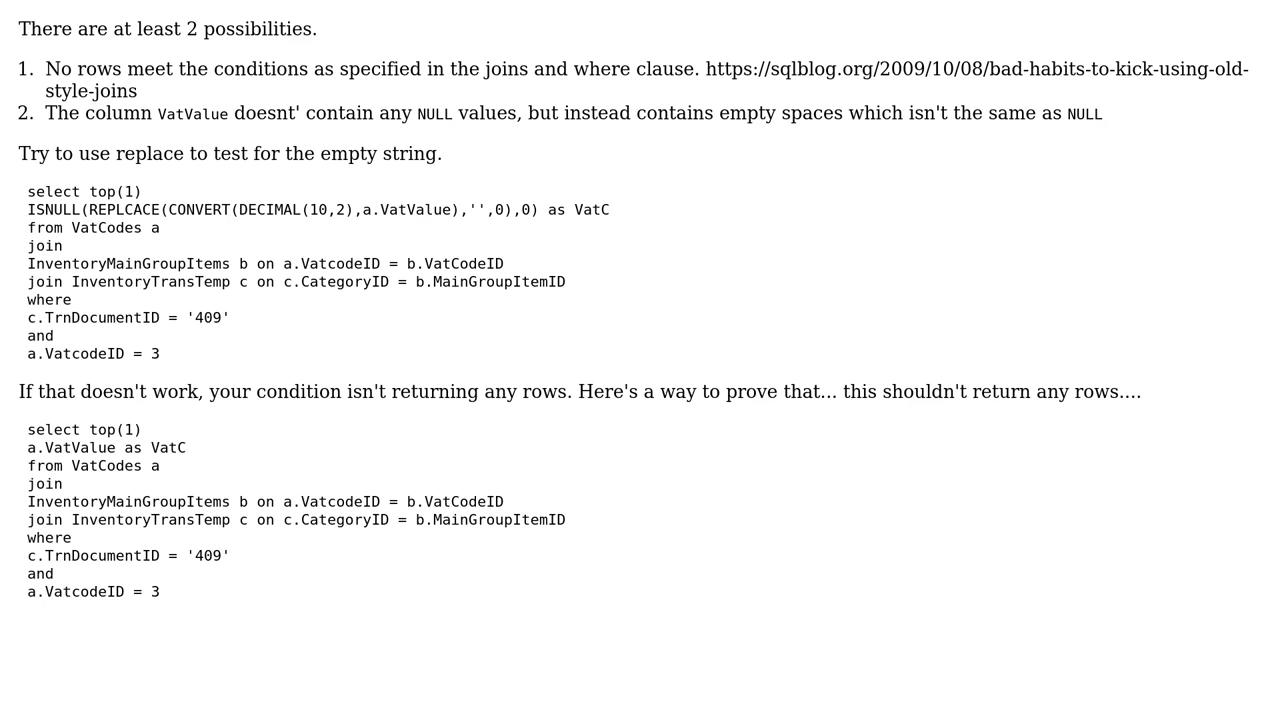 There are at least 2 possibilities.
1. No rows meet the conditions as specified in the joins and where clause. https://sqlblog.org/2009/10/08/bad-habits-to-kick-using-old-
style-joins
2. The column VatValue doesnt' contain any NULL values, but instead contains empty spaces which isn't the same as NULL
Try to use replace to test for the empty string.
select top(1)
ISNULL(REPLCACE(CONVERT(DECIMAL(10,2),a.VatValue),'',0),0) as VatC
from VatCodes a
join
InventoryMainGroupItems b on a.VatcodeID = b.VatCodeID
join InventoryTransTemp c on c.CategoryID = b.MainGroupItemID
where
c.TrnDocumentID = '409'
and
a.VatcodeID = 3
If that doesn't work, your condition isn't returning any rows. Here's a way to prove that... this shouldn't return any rows....
select top(1)
a.VatValue as VatC
from VatCodes a
join
InventoryMainGroupItems b on a.VatcodeID = b.VatCodeID
join InventoryTransTemp c on c.CategoryID = b.MainGroupItemID
where
c.TrnDocumentID = '409'
and
a.VatcodeID = 3